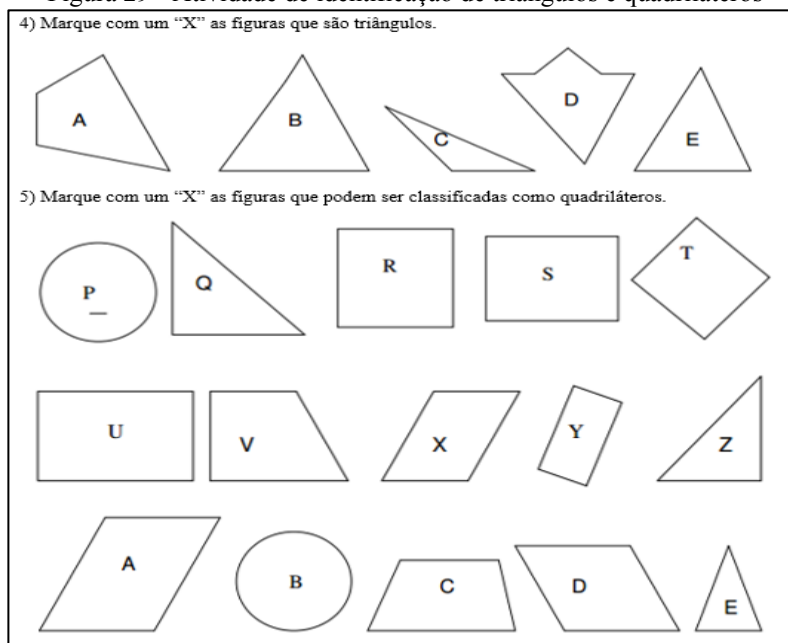 Figura 29 - Atividade de identificação de triângulos e quadriláteros
4) Marque com um “X” as figuras que são triângulos.
A B C D E
5) Marque com um “X” as figuras que podem ser classificadas como quadriláteros.
P Q R S T
U V X Y Z
A B C D E